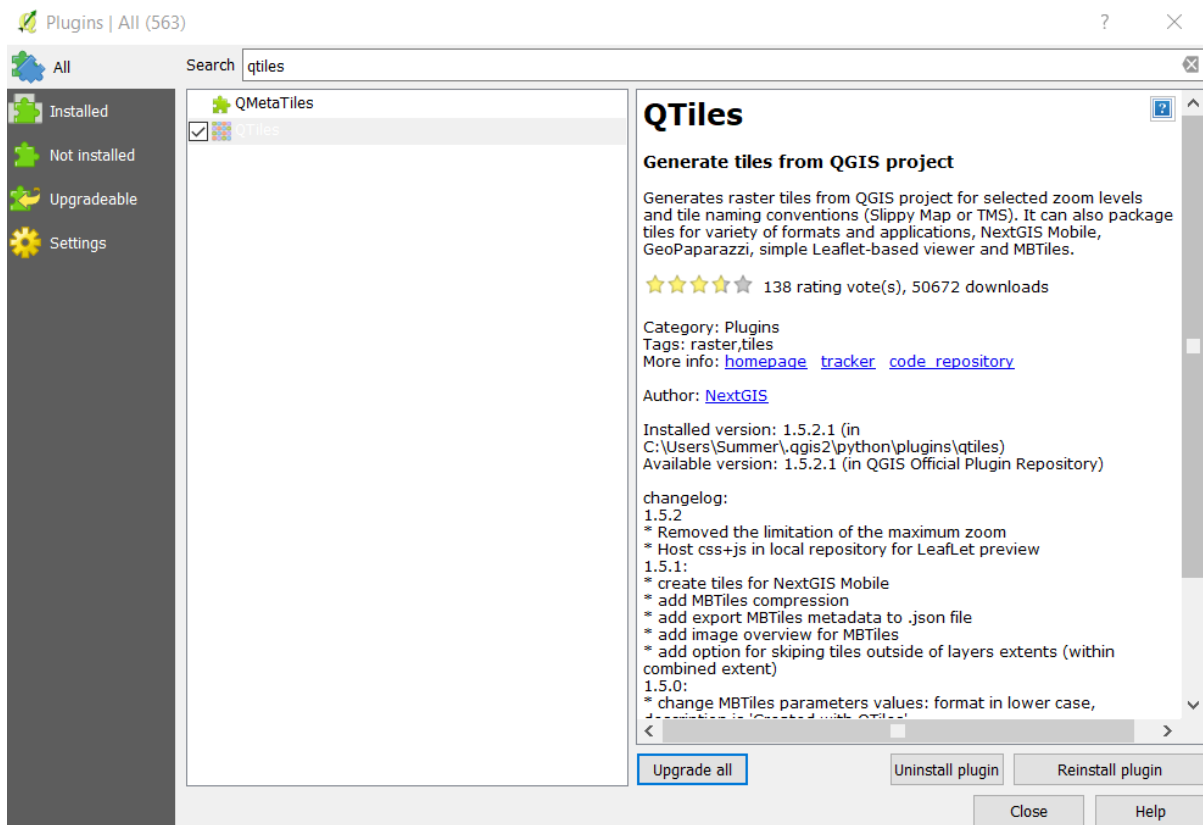 Plugins | All (563)
?
All
Search qtiles
Installed
Not installed
Upgradeable
Settings
QMetaTiles
QTiles
QTiles
?
Generate tiles from QGIS project
Generates raster tiles from QGIS project for selected zoom levels
and tile naming conventions (Slippy Map or TMS). It can also package
tiles for variety of formats and applications, NextGIS Mobile,
GeoPaparazzi, simple Leaflet-based viewer and MBTiles.
138 rating vote(s), 50672 downloads
Category: Plugins
Tags: raster,tiles
More info: homepage tracker code_repository
Author: NextGIS
Installed version: 1.5.2.1 (in
C:\Users\Summer\.qgis2\python\plugins\qtiles)
Available version: 1.5.2.1 (in QGIS Official Plugin Repository)
changelog:
1.5.2
* Removed the limitation of the maximum zoom
* Host css+js in local repository for LeafLet preview
1.5.1:
* create tiles for NextGIS Mobile
* add MBTiles compression
* add export MBTiles metadata to .json file
* add image overview for MBTiles
* add option for skiping tiles outside of layers extents (within
combined extent)
1.5.0:
* change MBTiles parameters values: format in lower case,
description is 'Created with QTiles'
Upgrade all
Uninstall plugin
Reinstall plugin
Close
Help